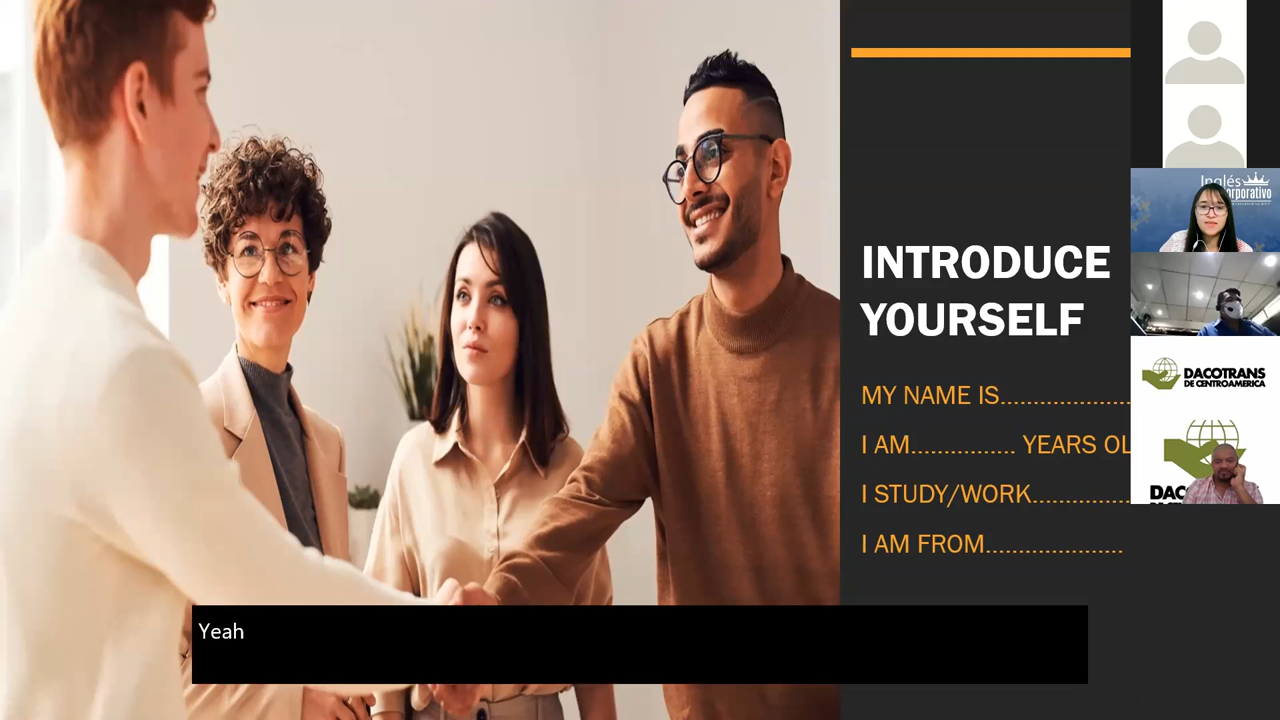 INTRODUCE
YOURSELF
MY NAME IS...................
I AM............... YEARS OL
I STUDY/WORK...............
I AM FROM.....................
Yeah
Inglés
orporativo
DACOTRANS
DE CENTROAMERICA
DAC